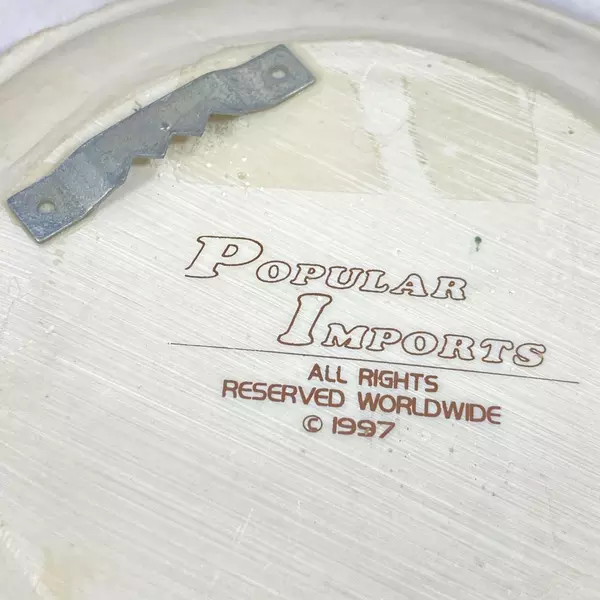 POPULAR
IMPORTS
ALL RIGHTS
RESERVED WORLDWIDE
© 1997